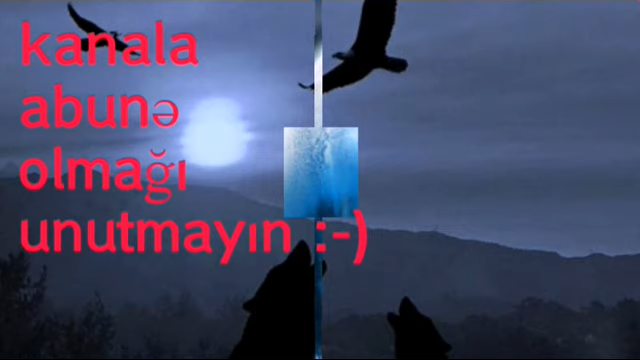 kanala
abunə
olmağı
unutmayın :-)